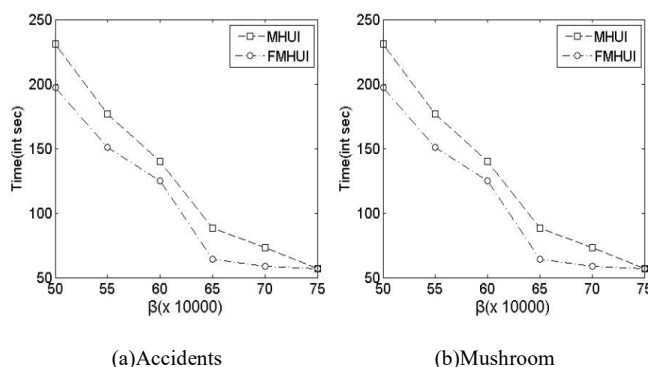 250
200
150
100
50
Time(int sec)
50 55 60 65 70 75
β(x 10000)
MHUI
FMHUI
(a)Accidents
250
200
150
100
50
Time(int sec)
50 55 60 65 70 75
β(x 10000)
MHUI
FMHUI
(b)Mushroom